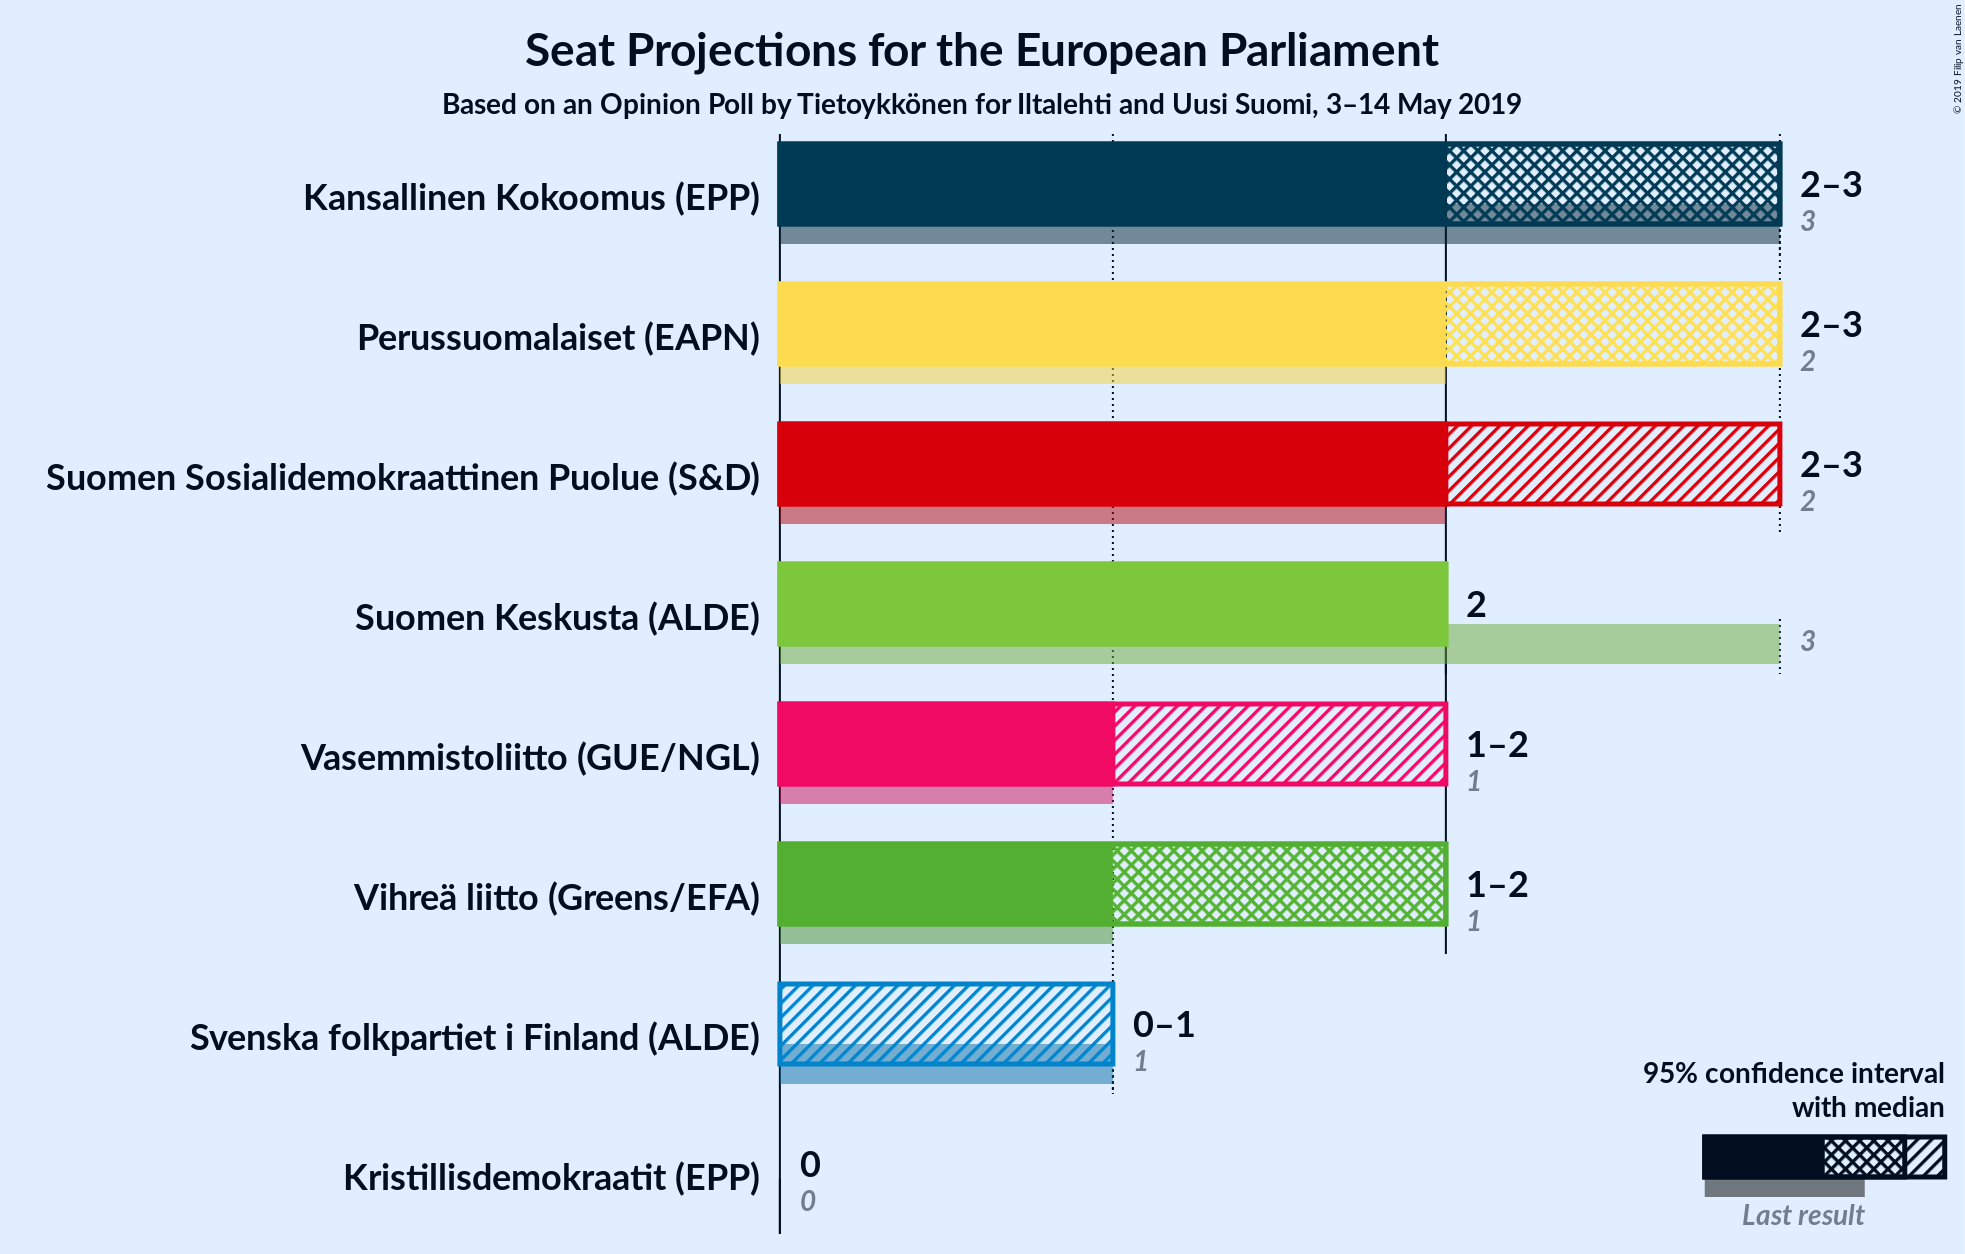 Seat Projections for the European Parliament
Based on an Opinion Poll by Tietoykkönen for Iltalehti and Uusi Suomi, 3–14 May 2019
© 2019 Filip van Laenen
Kansallinen Kokoomus (EPP)
2–3
3
Perussuomalaiset (EAPN)
2–3
2
Suomen Sosialidemokraattinen Puolue (S&D)
2–3
2
Suomen Keskusta (ALDE)
2
3
Vasemmistoliitto (GUE/NGL)
1–2
1
Vihreä liitto (Greens/EFA)
1–2
1
Svenska folkpartiet i Finland (ALDE)
0–1
1
Kristillisdemokraatit (EPP)
0
0
95% confidence interval
with median
Last result